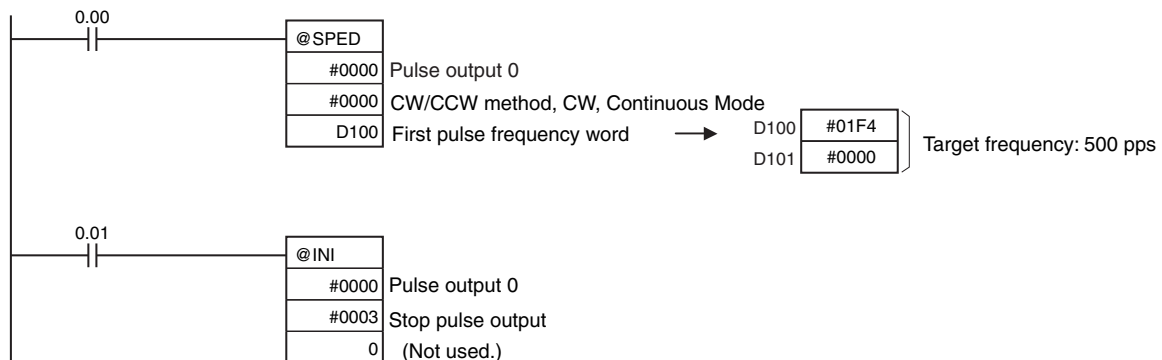 0.00
@SPED
#0000 Pulse output 0
#0000 CW/CCW method, CW, Continuous Mode
D100 First pulse frequency word
D100 #01F4
D101 #0000
Target frequency: 500 pps
0.01
@INI
#0000 Pulse output 0
#0003 Stop pulse output
0 (Not used.)